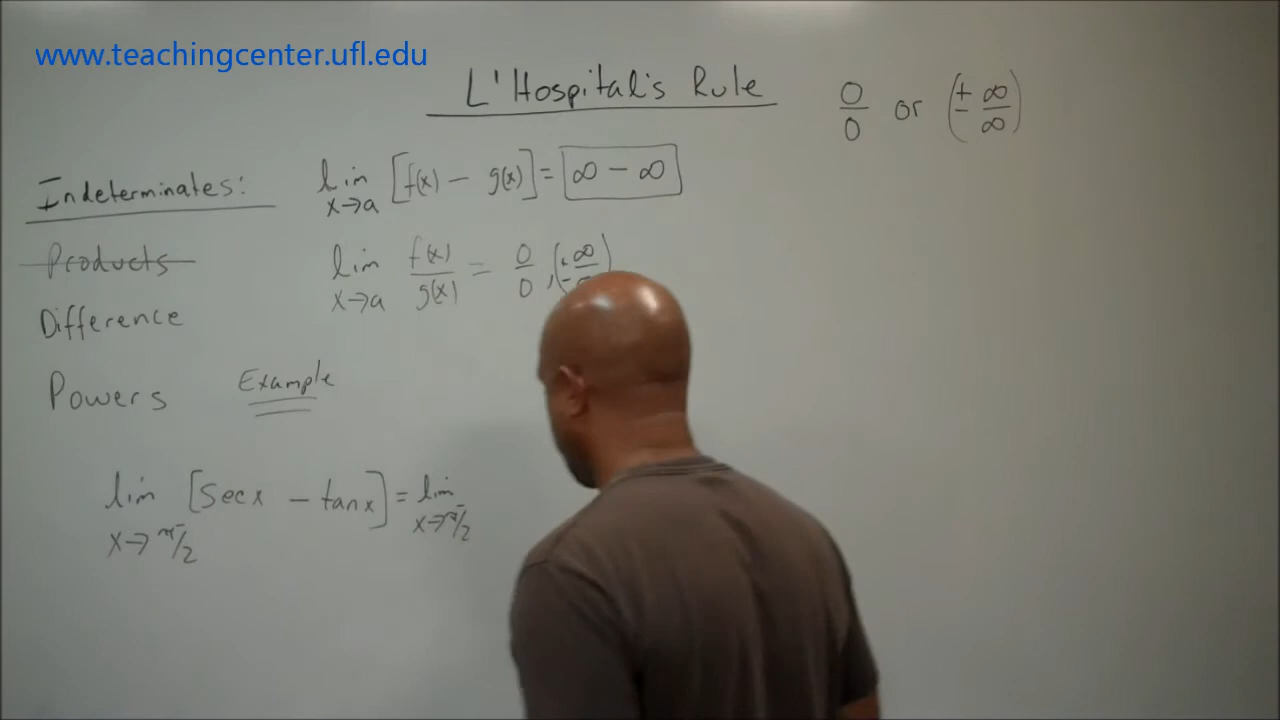 www.teachingcenter.ufl.edu
L'Hospital's Rule
0/0 or (± ∞/∞)
Indeterminates:
lim x→a [f(x) - g(x)] = ∞ - ∞
Products
lim x→a f(x)/g(x) = 0/0, (± ∞
Difference
Powers
Example
lim x→π⁻/2 [sec x - tan x] = lim x→π⁻/2